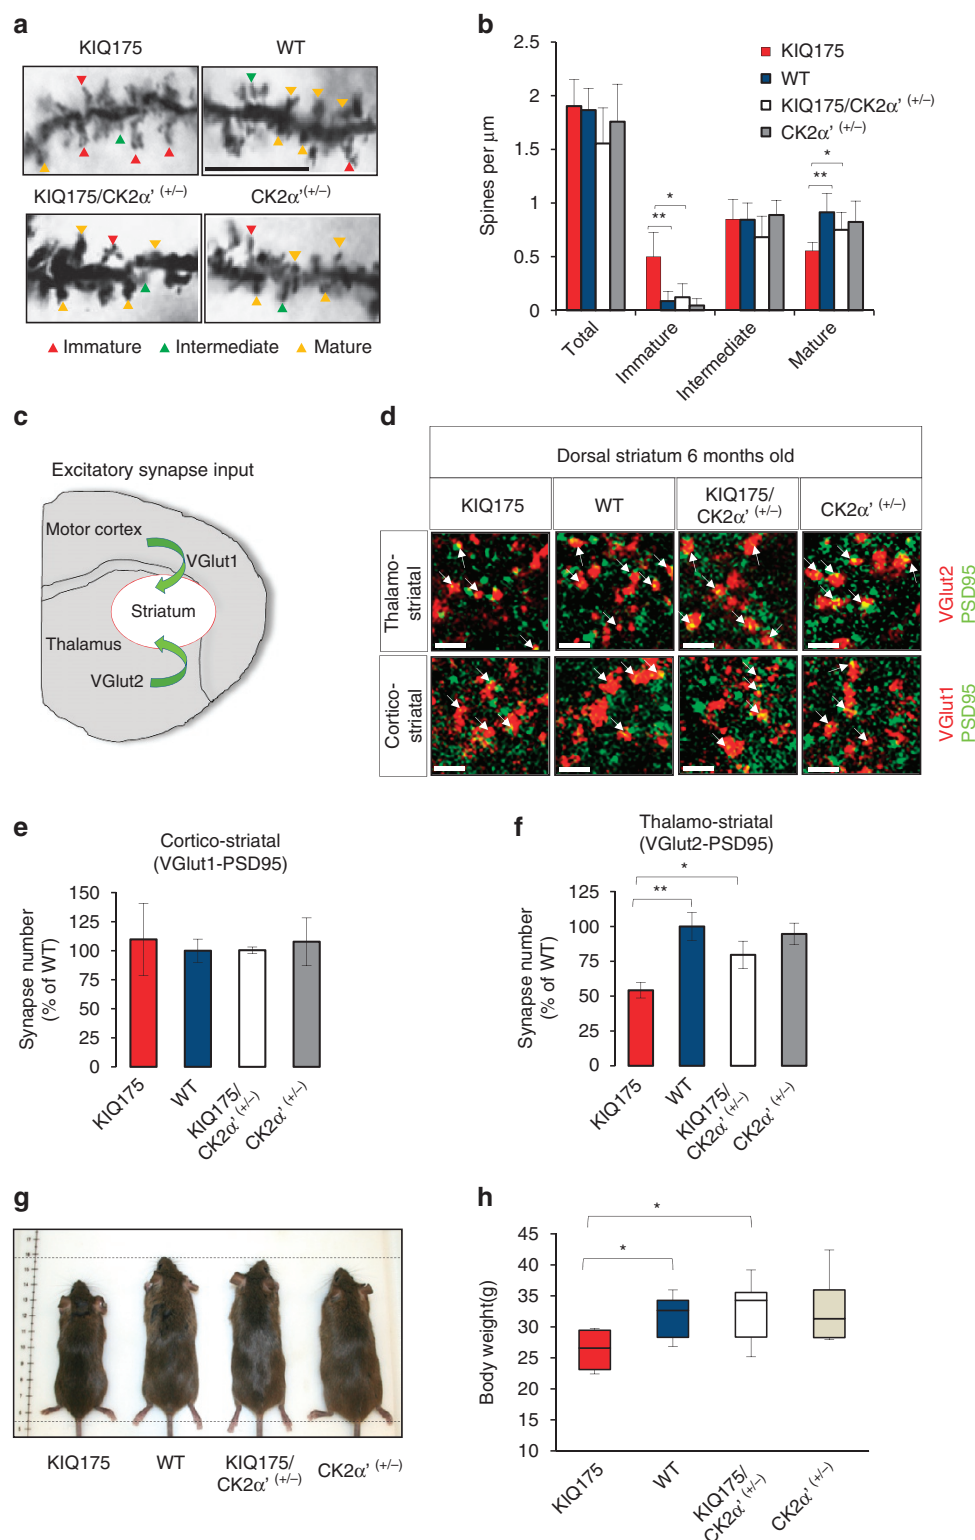 a
KIQ175
WT
KIQ175/CK2α' (+/−)
CK2α'(+/−)
Immature
Intermediate
Mature
b
2.5
2
1.5
1
0.5
0
Spines per μm
KIQ175
WT
KIQ175/CK2α' (+/−)
CK2α' (+/−)
**
*
**
*
Total
Immature
Intermediate
Mature
c
Excitatory synapse input
Motor cortex
VGlut1
Striatum
Thalamus
VGlut2
d
Dorsal striatum 6 months old
KIQ175
WT
KIQ175/
CK2α' (+/−)
CK2α' (+/−)
Thalamo-
striatal
VGlut2
PSD95
Cortico-
striatal
VGlut1
PSD95
e
Cortico-striatal
(VGlut1-PSD95)
Synapse number
(% of WT)
150
125
100
75
50
25
0
KIQ175
WT
KIQ175/
CK2α' (+/−)
CK2α' (+/−)
f
Thalamo-striatal
(VGlut2-PSD95)
Synapse number
(% of WT)
125
100
75
50
25
0
*
**
KIQ175
WT
KIQ175/
CK2α' (+/−)
CK2α' (+/−)
g
KIQ175
WT
KIQ175/
CK2α' (+/−)
CK2α' (+/−)
h
Body weight(g)
45
40
35
30
25
20
15
10
*
*
KIQ175
WT
KIQ175/
CK2α' (+/−)
CK2α' (+/−)